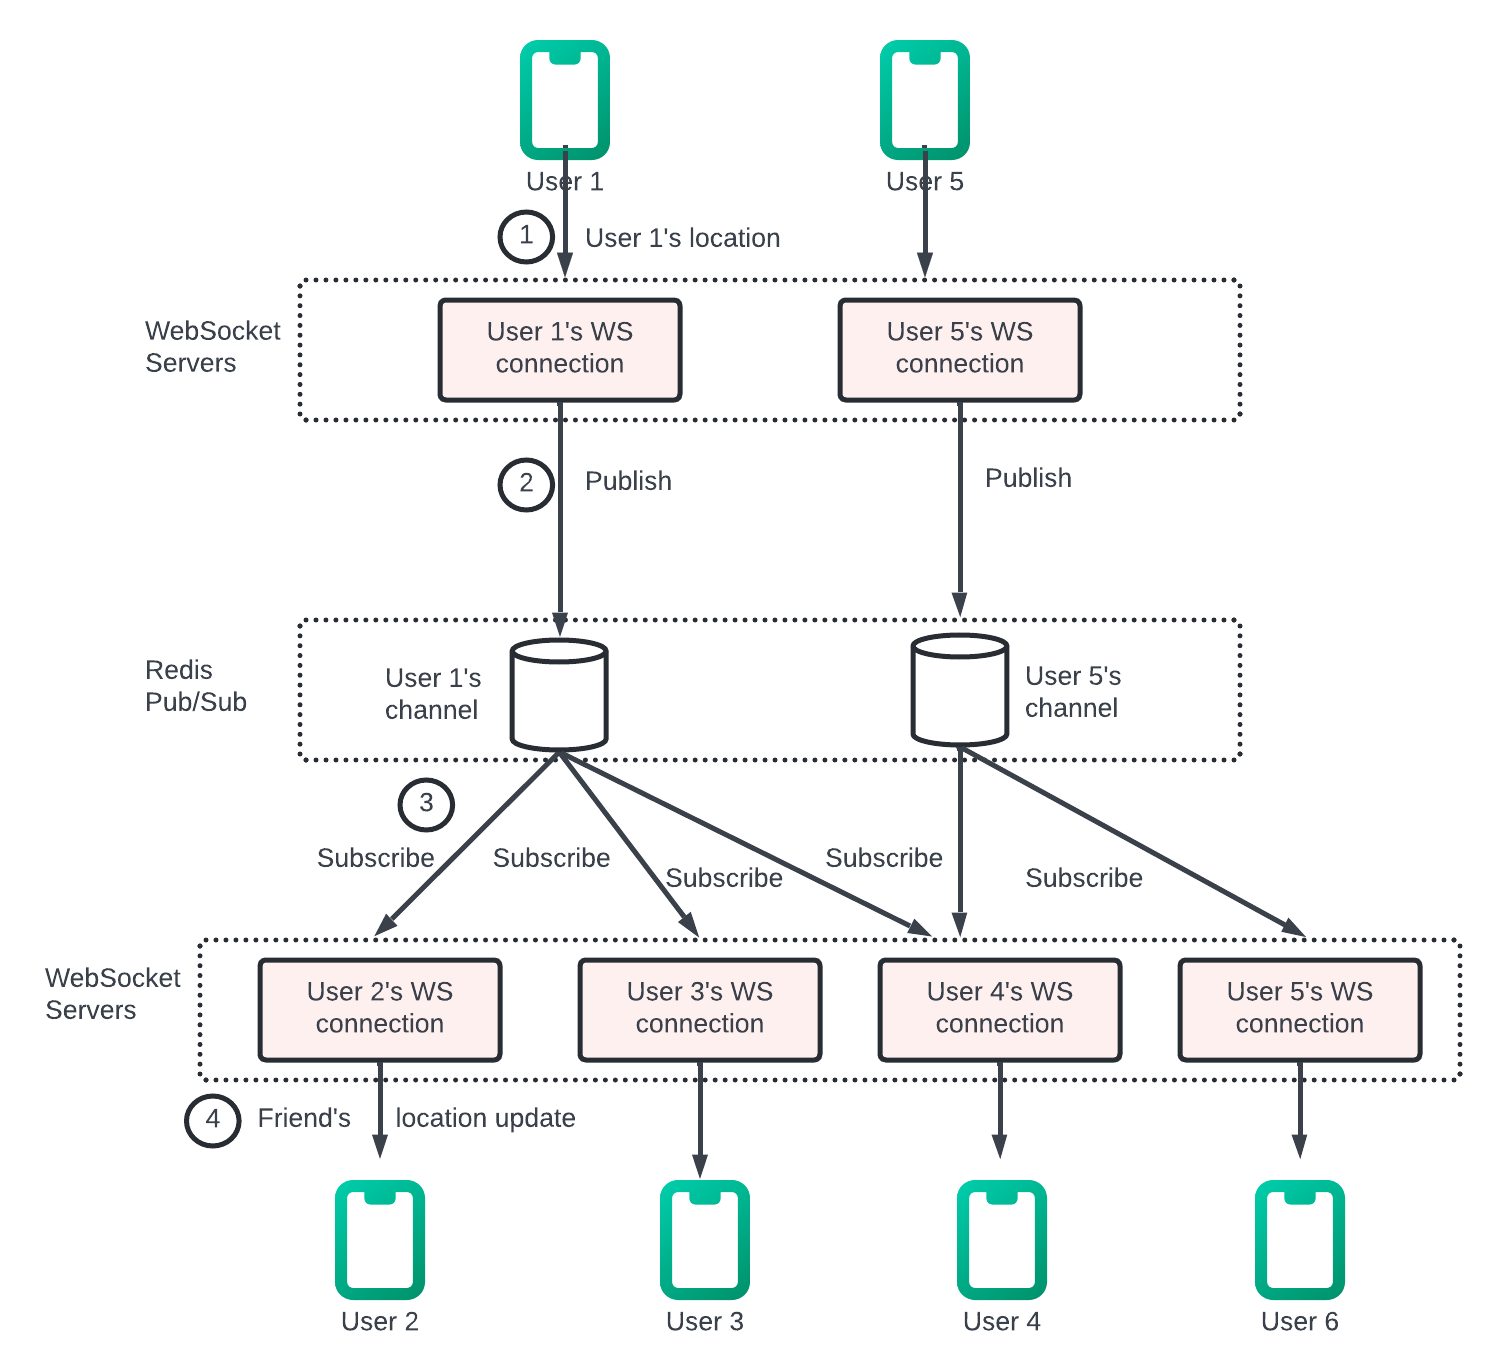 User 1
User 5
1
User 1's location
WebSocket
Servers
User 1's WS
connection
User 5's WS
connection
2
Publish
Publish
Redis
Pub/Sub
User 1's
channel
User 5's
channel
3
Subscribe
Subscribe
Subscribe
Subscribe
Subscribe
WebSocket
Servers
User 2's WS
connection
User 3's WS
connection
User 4's WS
connection
User 5's WS
connection
4
Friend's location update
User 2
User 3
User 4
User 6